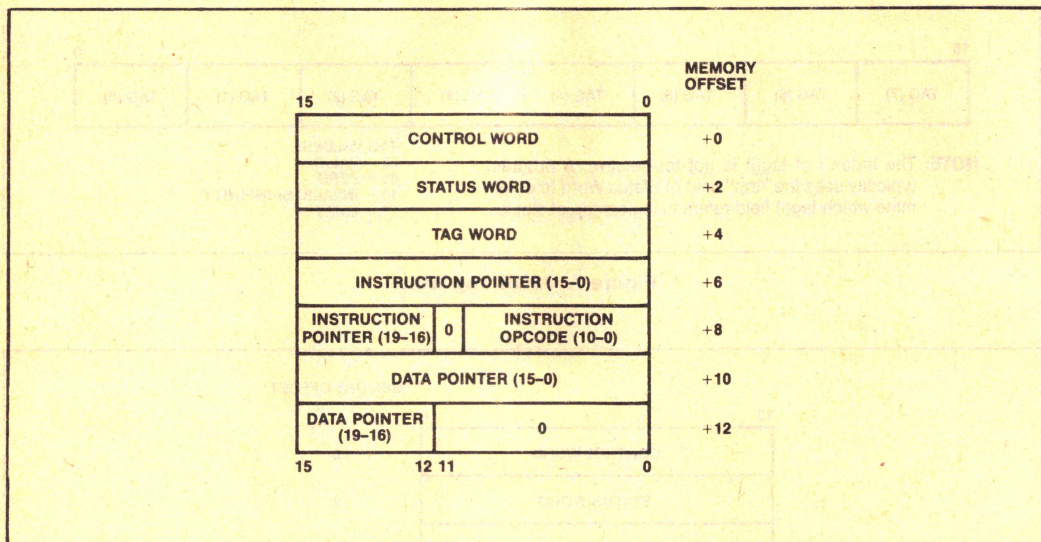 MEMORY
OFFSET
15 0
CONTROL WORD +0
STATUS WORD +2
TAG WORD +4
INSTRUCTION POINTER (15–0) +6
INSTRUCTION POINTER (19–16) 0 INSTRUCTION OPCODE (10–0) +8
DATA POINTER (15–0) +10
DATA POINTER (19–16) 0 +12
15 12 11 0